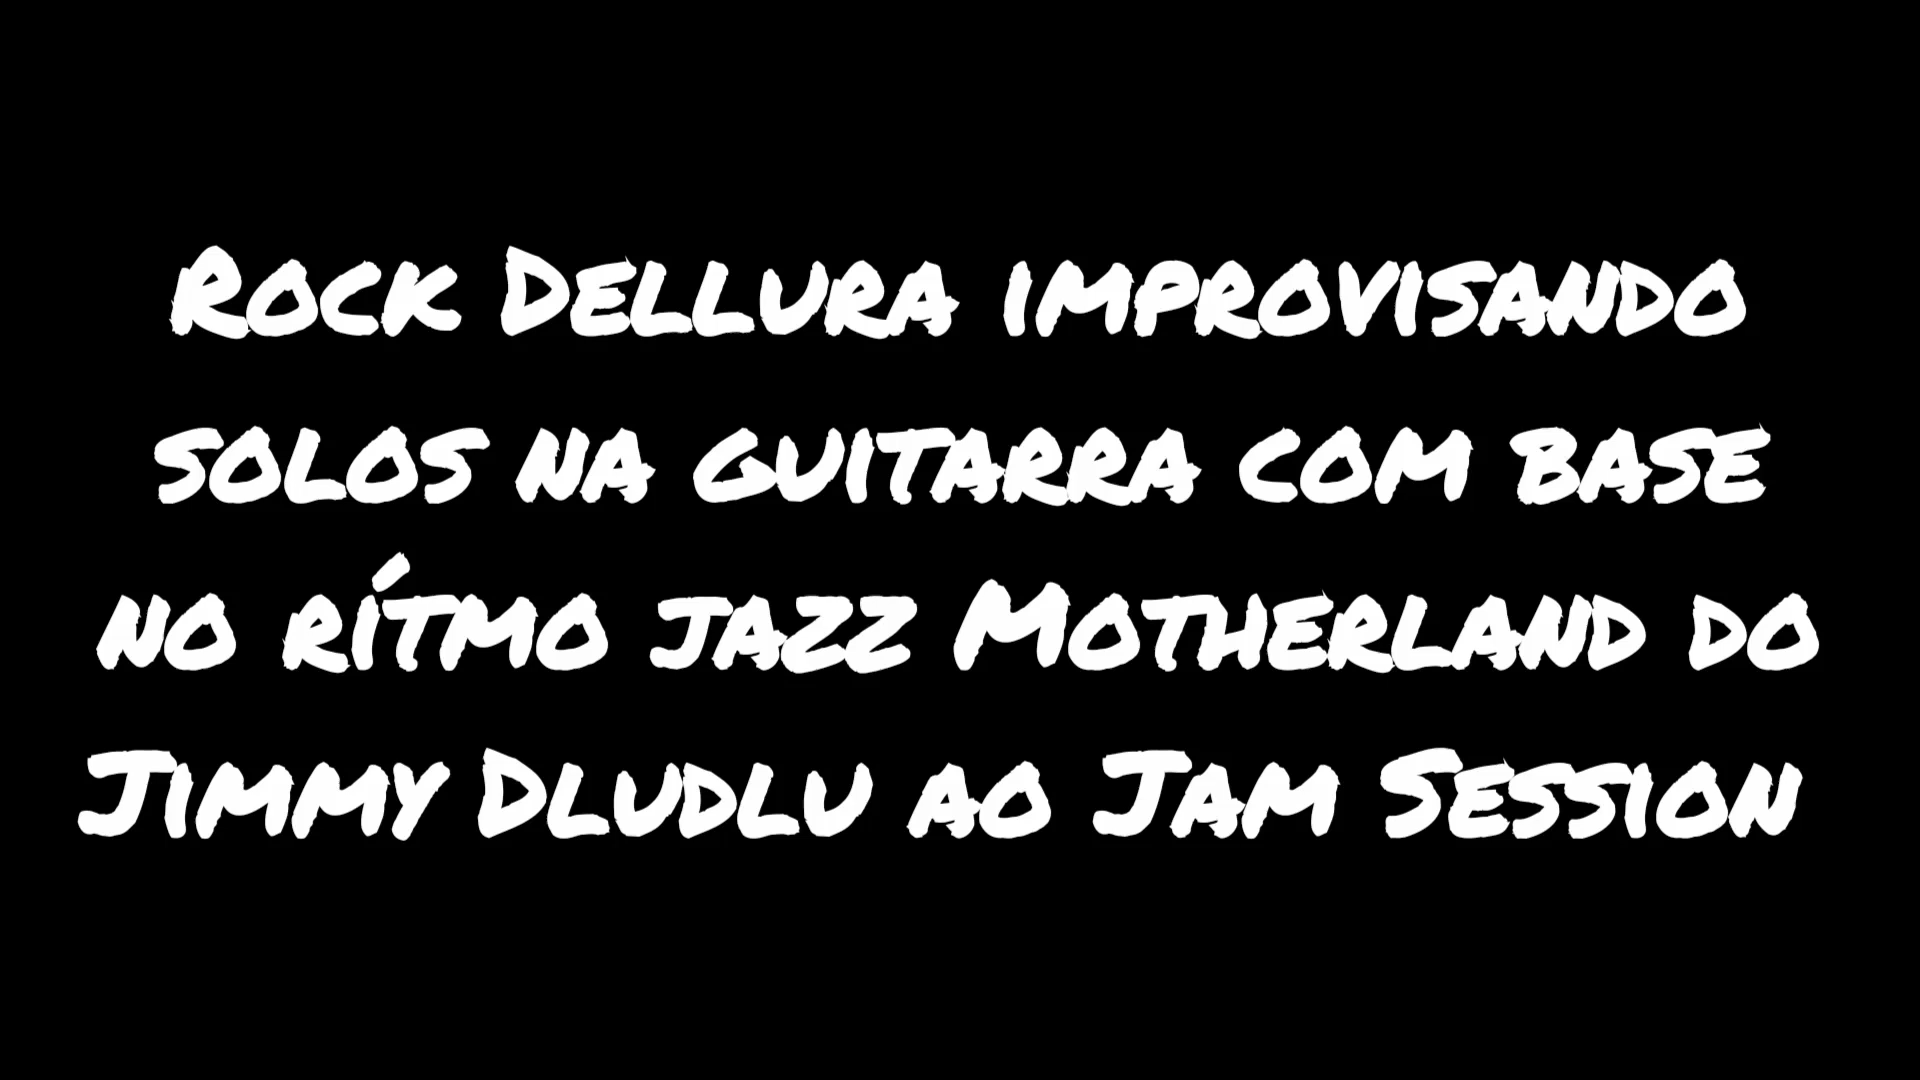 Rock Dellura improvisando
solos na guitarra com base
no rítmo jazz Motherland do
Jimmy Dludlu ao Jam Session